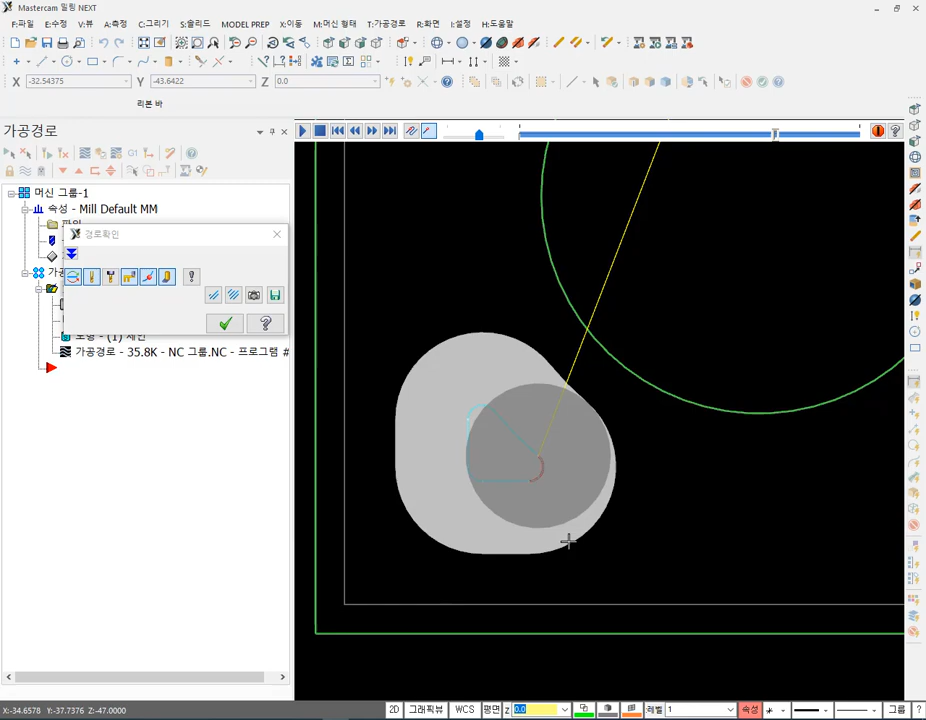 Mastercam 밀링 NEXT
F:파일 E:수정 V:뷰 A:측정 C:그리기 S:솔리드 MODEL PREP X:이동 M:머신 형태 T:가공경로 R:화면 I:설정 H:도움말
X -32.54375 Y -43.6422 Z 0.0
리본 바
가공경로
G1
머신 그룹-1
속성 - Mill Default MM
경로확인
가공경로 - 35.8K - NC 그룹.NC - 프로그램 #
X:-34.6578 Y:-37.7376 Z:-47.0000
2D 그래픽뷰 WCS 평면 Z 0.0 레벨 1 속성 그룹 ?